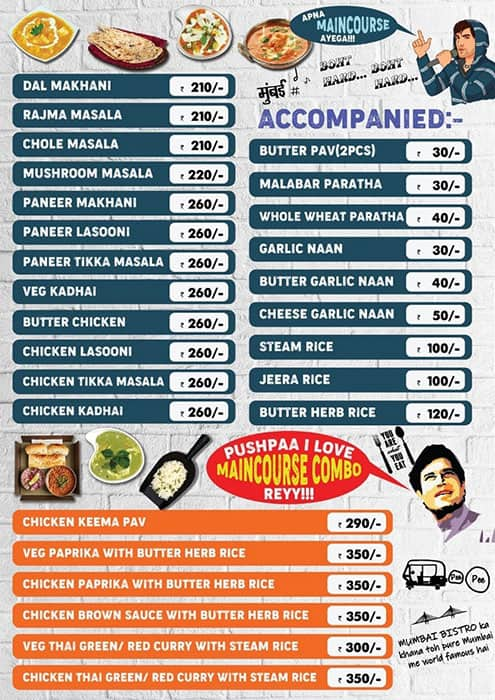 APNA
MAINCOURSE
AYEGA!!!
मुंबई
#
DOHT
HARD... DOHT
HARD...
DAL MAKHANI ₹ 210/-
RAJMA MASALA ₹ 210/-
CHOLE MASALA ₹ 210/-
MUSHROOM MASALA ₹ 220/-
PANEER MAKHANI ₹ 260/-
PANEER LASOONI ₹ 260/-
PANEER TIKKA MASALA ₹ 260/-
VEG KADHAI ₹ 260/-
BUTTER CHICKEN ₹ 260/-
CHICKEN LASOONI ₹ 260/-
CHICKEN TIKKA MASALA ₹ 260/-
CHICKEN KADHAI ₹ 260/-
ACCOMPANIED:-
BUTTER PAV(2PCS) ₹ 30/-
MALABAR PARATHA ₹ 30/-
WHOLE WHEAT PARATHA ₹ 40/-
GARLIC NAAN ₹ 30/-
BUTTER GARLIC NAAN ₹ 40/-
CHEESE GARLIC NAAN ₹ 50/-
STEAM RICE ₹ 100/-
JEERA RICE ₹ 100/-
BUTTER HERB RICE ₹ 120/-
PUSHPAA I LOVE
MAINCOURSE COMBO
REYY!!!
YOU
ARE
what
YOU
EAT
CHICKEN KEEMA PAV ₹ 290/-
VEG PAPRIKA WITH BUTTER HERB RICE ₹ 350/-
CHICKEN PAPRIKA WITH BUTTER HERB RICE ₹ 350/-
CHICKEN BROWN SAUCE WITH BUTTER HERB RICE ₹ 350/-
VEG THAI GREEN/ RED CURRY WITH STEAM RICE ₹ 300/-
CHICKEN THAI GREEN/ RED CURRY WITH STEAM RICE ₹ 350/-
Pee Pee
MUMBAI BISTRO ka
khana toh pure Mumbai
me world famous hai